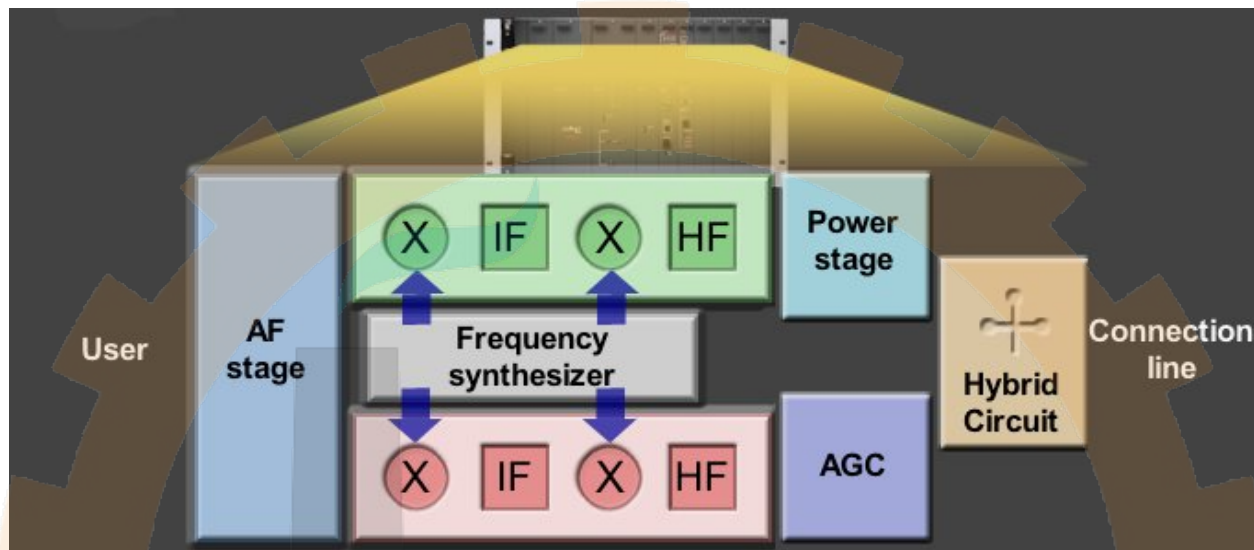 X IF X HF
Power
stage
User
AF
stage
Frequency
synthesizer
Hybrid
Circuit
Connection
line
X IF X HF
AGC